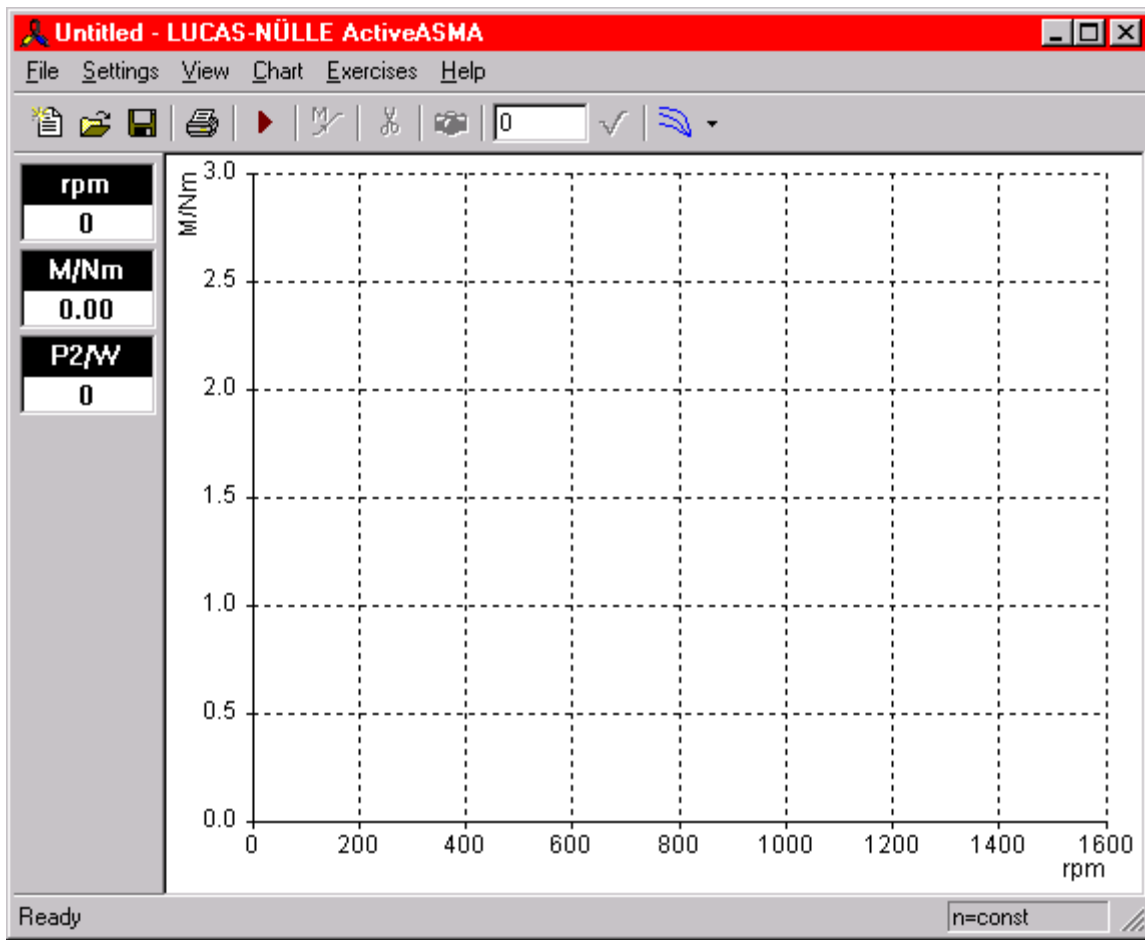 Untitled - LUCAS-NÜLLE ActiveASMA
File Settings View Chart Exercises Help
M
0
rpm
0
M/Nm
0.00
P2/W
0
M/Nm
3.0
2.5
2.0
1.5
1.0
0.5
0.0
0 200 400 600 800 1000 1200 1400 1600
rpm
Ready n=const